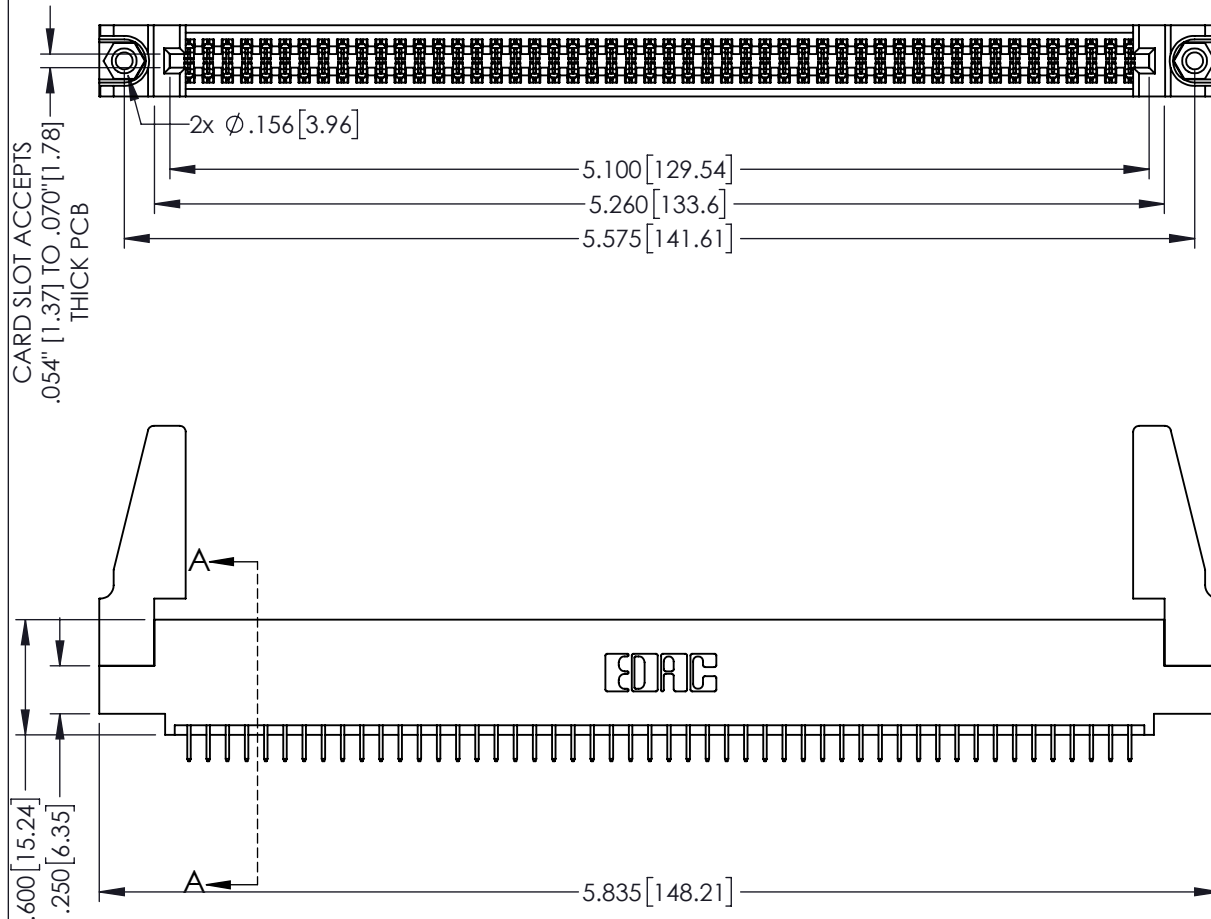 2x Ø.156[3.96]
5.100[129.54]
5.260[133.6]
5.575[141.61]
CARD SLOT ACCEPTS
.054" [1.37] TO .070"[1.78]
THICK PCB
A
EDAC
.600[15.24]
.250[6.35]
A
5.835[148.21]